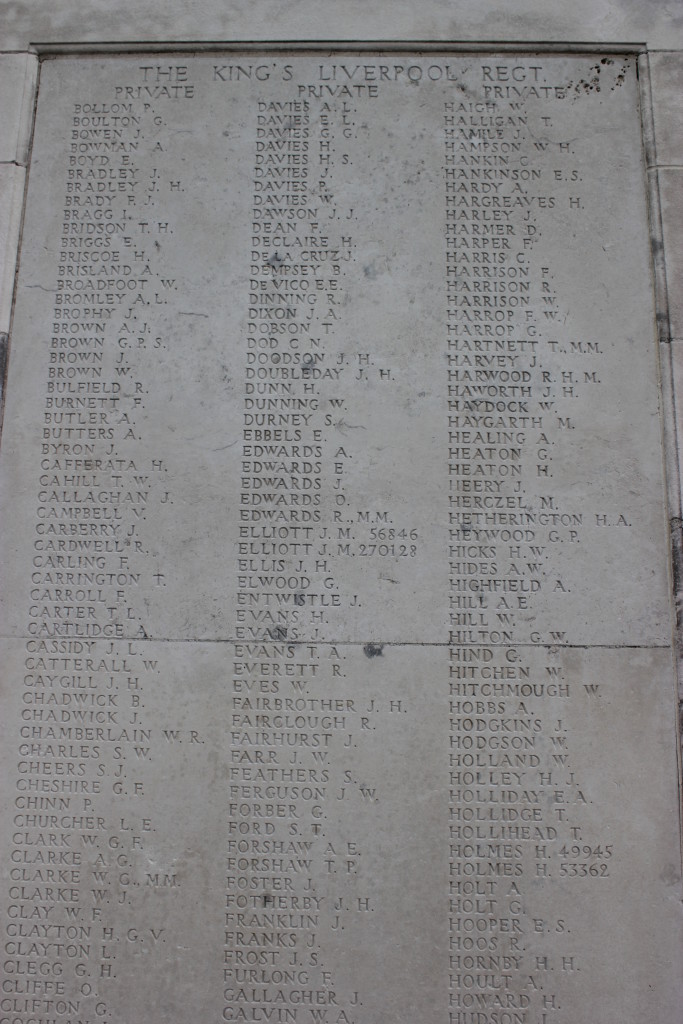 THE KING'S LIVERPOOL REGT.
PRIVATE
BOLLOM P.
BOULTON G.
BOWEN J.
BOWMAN A.
BOYD E.
BRADLEY J.
BRADLEY J. H.
BRADY F. J.
BRAGG I.
BRIDSON T. H.
BRIGGS E.
BRISCOE H.
BRISLAND A.
BROADFOOT W.
BROMLEY A. L.
BROPHY J.
BROWN A. J.
BROWN G. P. S.
BROWN J.
BROWN W.
BULFIELD R.
BURNETT F.
BUTLER A.
BUTTERS A.
BYRON J.
CAFFERATA H.
CAHILL T. W.
CALLAGHAN J.
CAMPBELL V.
CARBERRY J.
CARDWELL R.
CARLING F.
CARRINGTON T.
CARROLL F.
CARTER T. L.
CARTLIDGE A.
CASSIDY J. L.
CATTERALL W.
CAYGILL J. H.
CHADWICK B.
CHADWICK J.
CHAMBERLAIN W. R.
CHARLES S. W.
CHEERS S. J.
CHESHIRE G. F.
CHINN P.
CHURCHER L. E.
CLARK W. G. F.
CLARKE A. G.
CLARKE W. G., M.M.
CLARKE W. J.
CLAY W. F.
CLAYTON H. G. V.
CLAYTON L.
CLEGG G. H.
CLIFFE O.
CLIFTON G.
COCHLAN J.
PRIVATE
DAVIES A. L.
DAVIES E. L.
DAVIES G. G.
DAVIES H.
DAVIES H. S.
DAVIES J.
DAVIES P.
DAVIES W.
DAWSON J. J.
DEAN F.
DECLAIRE H.
DE LA CRUZ J.
DEMPSEY B.
DE VICQ E. E.
DINNING R.
DIXON J. A.
DOBSON T.
DOD C. N.
DOODSON J. H.
DOUBLEDAY J. H.
DUNN H.
DUNNING W.
DURNEY S.
EBBELS E.
EDWARDS A.
EDWARDS E.
EDWARDS J.
EDWARDS O.
EDWARDS R., M.M.
ELLIOTT J. M. 56846
ELLIOTT J. M. 270128
ELLIS J. H.
ELWOOD G.
ENTWISTLE J.
EVANS H.
EVANS J.
EVANS T. A.
EVERETT R.
EVES W.
FAIRBROTHER J. H.
FAIRCLOUGH R.
FAIRHURST J.
FARR J. W.
FEATHERS S.
FERGUSON J. W.
FORBER G.
FORD S. T.
FORSHAW A. E.
FORSHAW T. P.
FOSTER J.
FOTHERBY J. H.
FRANKLIN J.
FRANKS J.
FROST J. S.
FURLONG F.
GALLAGHER J.
GALVIN W. A.
PRIVATE
HAIGH W.
HALLIGAN T.
HAMILE J.
HAMPSON W. H.
HANKIN C.
HANKINSON E. S.
HARDY A.
HARGREAVES H.
HARLEY J.
HARMER D.
HARPER F.
HARRIS C.
HARRISON F.
HARRISON R.
HARRISON W.
HARROP F. W.
HARROP G.
HARTNETT T., M.M.
HARVEY J.
HARWOOD R. H., M.
HAWORTH J. H.
HAYDOCK W.
HAYGARTH M.
HEALING A.
HEATON G.
HEATON H.
HEERY J.
HERCZEL M.
HETHERINGTON H. A.
HEYWOOD G. P.
HICKS H. W.
HIDES A. W.
HIGHFIELD A.
HILL A. E.
HILL W.
HILTON G. W.
HIND G.
HITCHEN W.
HITCHMOUGH W.
HOBBS A.
HODGKINS J.
HODGSON W.
HOLLAND W.
HOLLEY H. J.
HOLLIDAY E. A.
HOLLIDGE T.
HOLLIHEAD T.
HOLMES H. 49945
HOLMES H. 53362
HOLT A.
HOLT G.
HOOPER E. S.
HOOS R.
HORNBY H. H.
HOULT A.
HOWARD H.
HUDSON J.